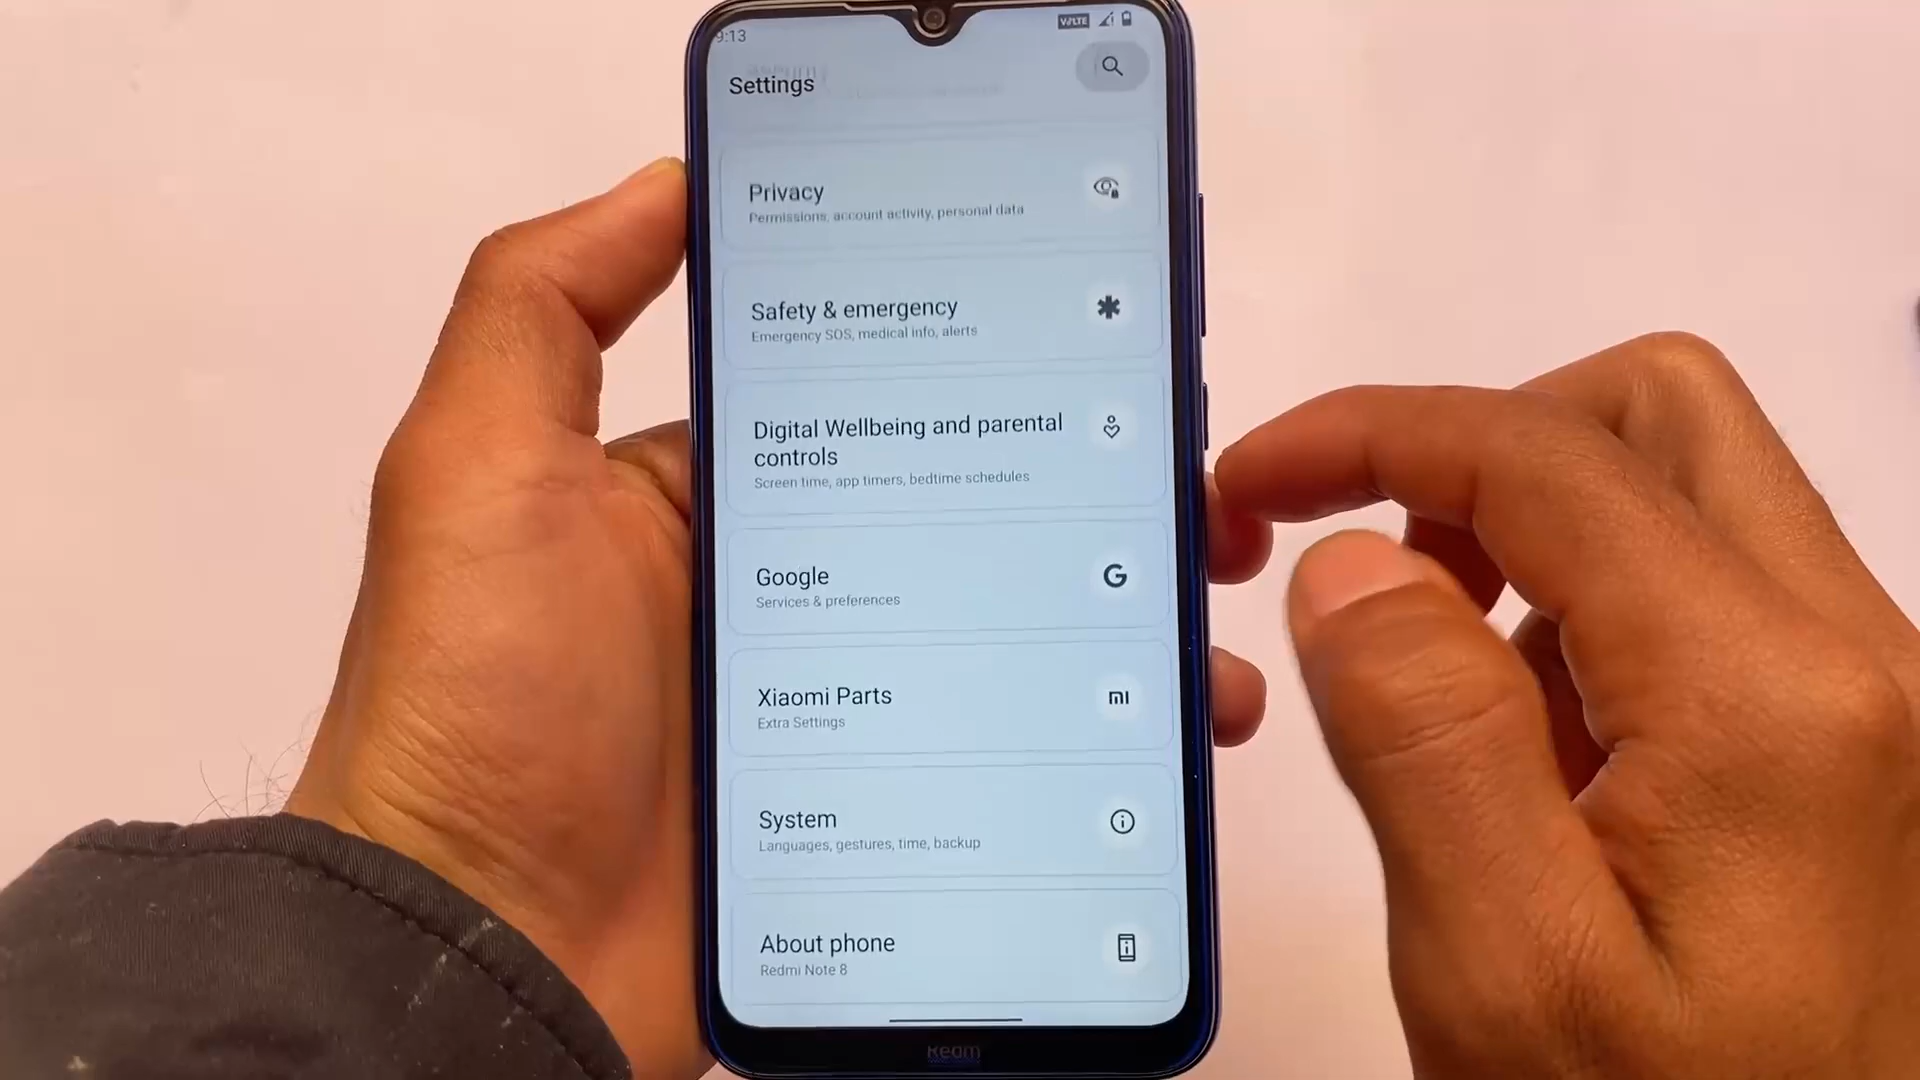 9:13
VoLTE
Settings
Privacy
Permissions, account activity, personal data
Safety & emergency
Emergency SOS, medical info, alerts
Digital Wellbeing and parental
controls
Screen time, app timers, bedtime schedules
Google
Services & preferences
G
Xiaomi Parts
Extra Settings
mi
System
Languages, gestures, time, backup
About phone
Redmi Note 8